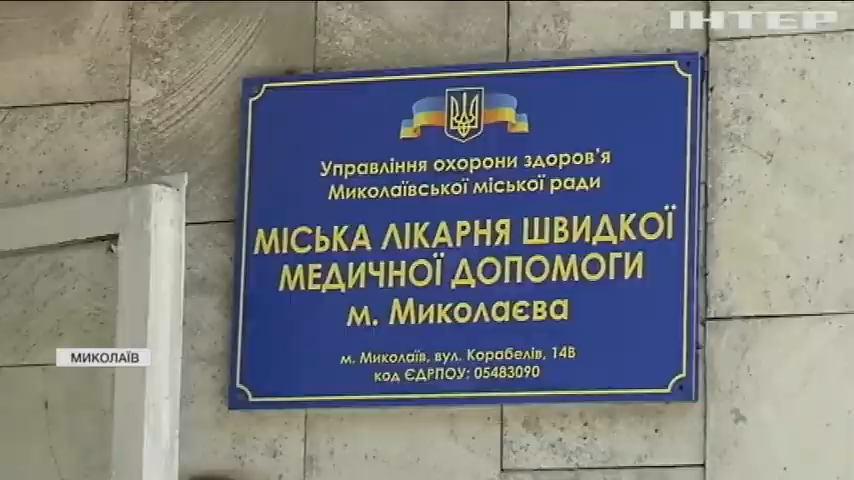 ІНТЕР
Управління охорони здоров'я
Миколаївської міської ради
МІСЬКА ЛІКАРНЯ ШВИДКОЇ
МЕДИЧНОЇ ДОПОМОГИ
м. Миколаєва
м. Миколаїв, вул. Корабелів, 14В
код ЄДРПОУ: 05483090
МИКОЛАЇВ